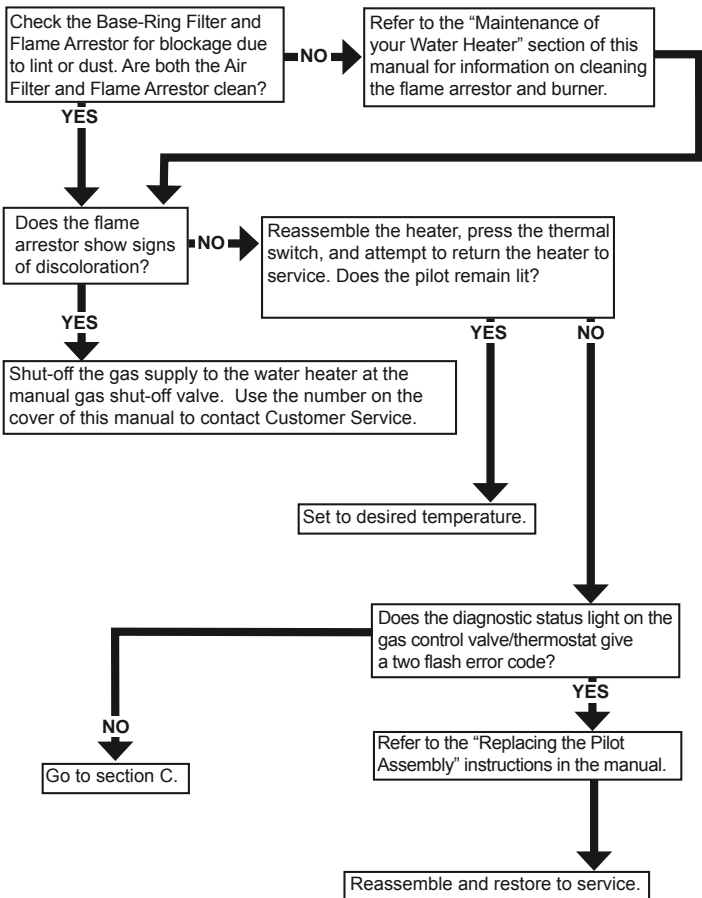 Check the Base-Ring Filter and
Flame Arrestor for blockage due
to lint or dust. Are both the Air
Filter and Flame Arrestor clean?
NO
Refer to the “Maintenance of
your Water Heater” section of this
manual for information on cleaning
the flame arrestor and burner.
YES
Does the flame
arrestor show signs
of discoloration?
NO
Reassemble the heater, press the thermal
switch, and attempt to return the heater to
service. Does the pilot remain lit?
YES
YES
NO
Shut-off the gas supply to the water heater at the
manual gas shut-off valve. Use the number on the
cover of this manual to contact Customer Service.
Set to desired temperature.
Does the diagnostic status light on the
gas control valve/thermostat give
a two flash error code?
YES
NO
Refer to the “Replacing the Pilot
Assembly” instructions in the manual.
Go to section C.
Reassemble and restore to service.